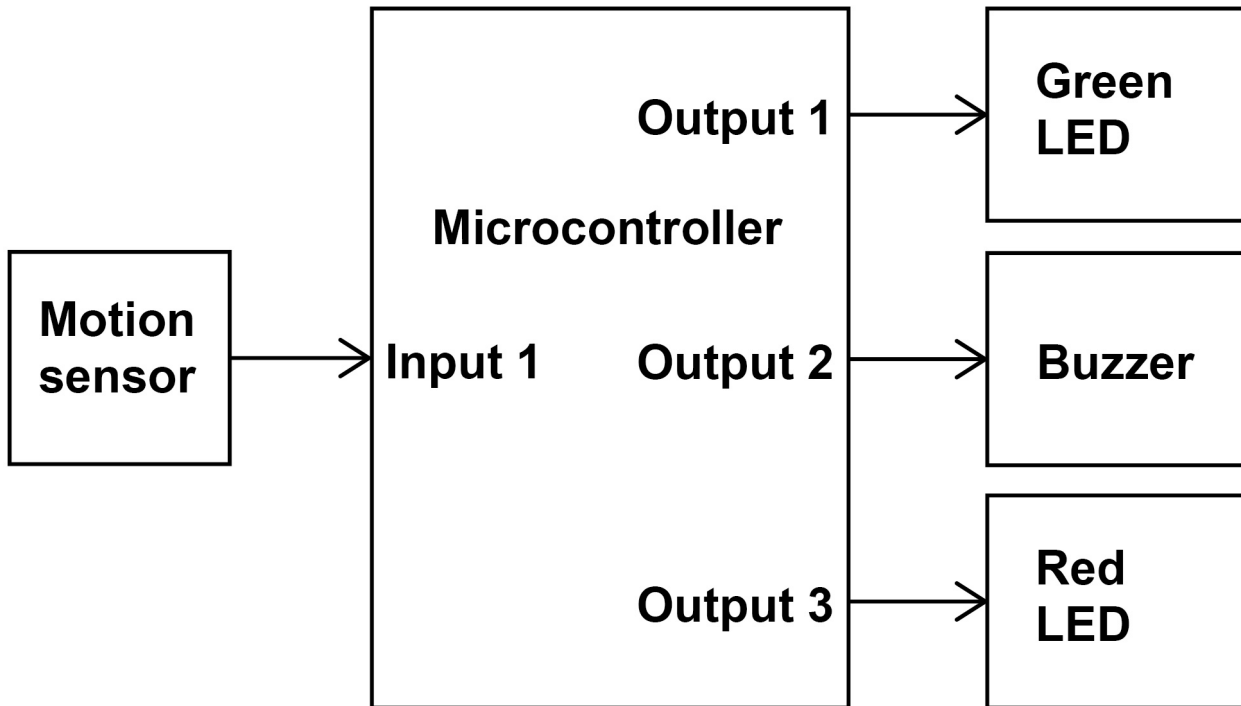 Motion
sensor
Microcontroller
Input 1
Output 1
Output 2
Output 3
Green
LED
Buzzer
Red
LED